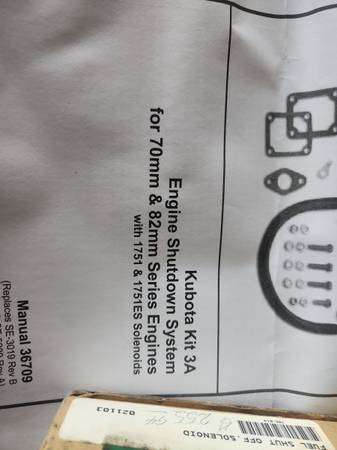 Kubota Kit 3A
Engine Shutdown System
for 70mm & 82mm Series Engines
with 1751 & 1751ES Solenoids
Manual 36709
(Replaces SE-3019 Rev B
FUEL SHUT OFF SOLENOID
021103